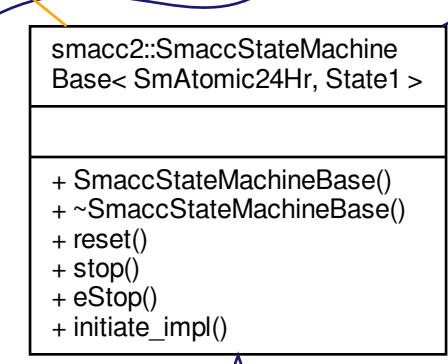 smacc2::SmaccStateMachine
Base< SmAtomic24Hr, State1 >
+ SmaccStateMachineBase()
+ ~SmaccStateMachineBase()
+ reset()
+ stop()
+ eStop()
+ initiate_impl()